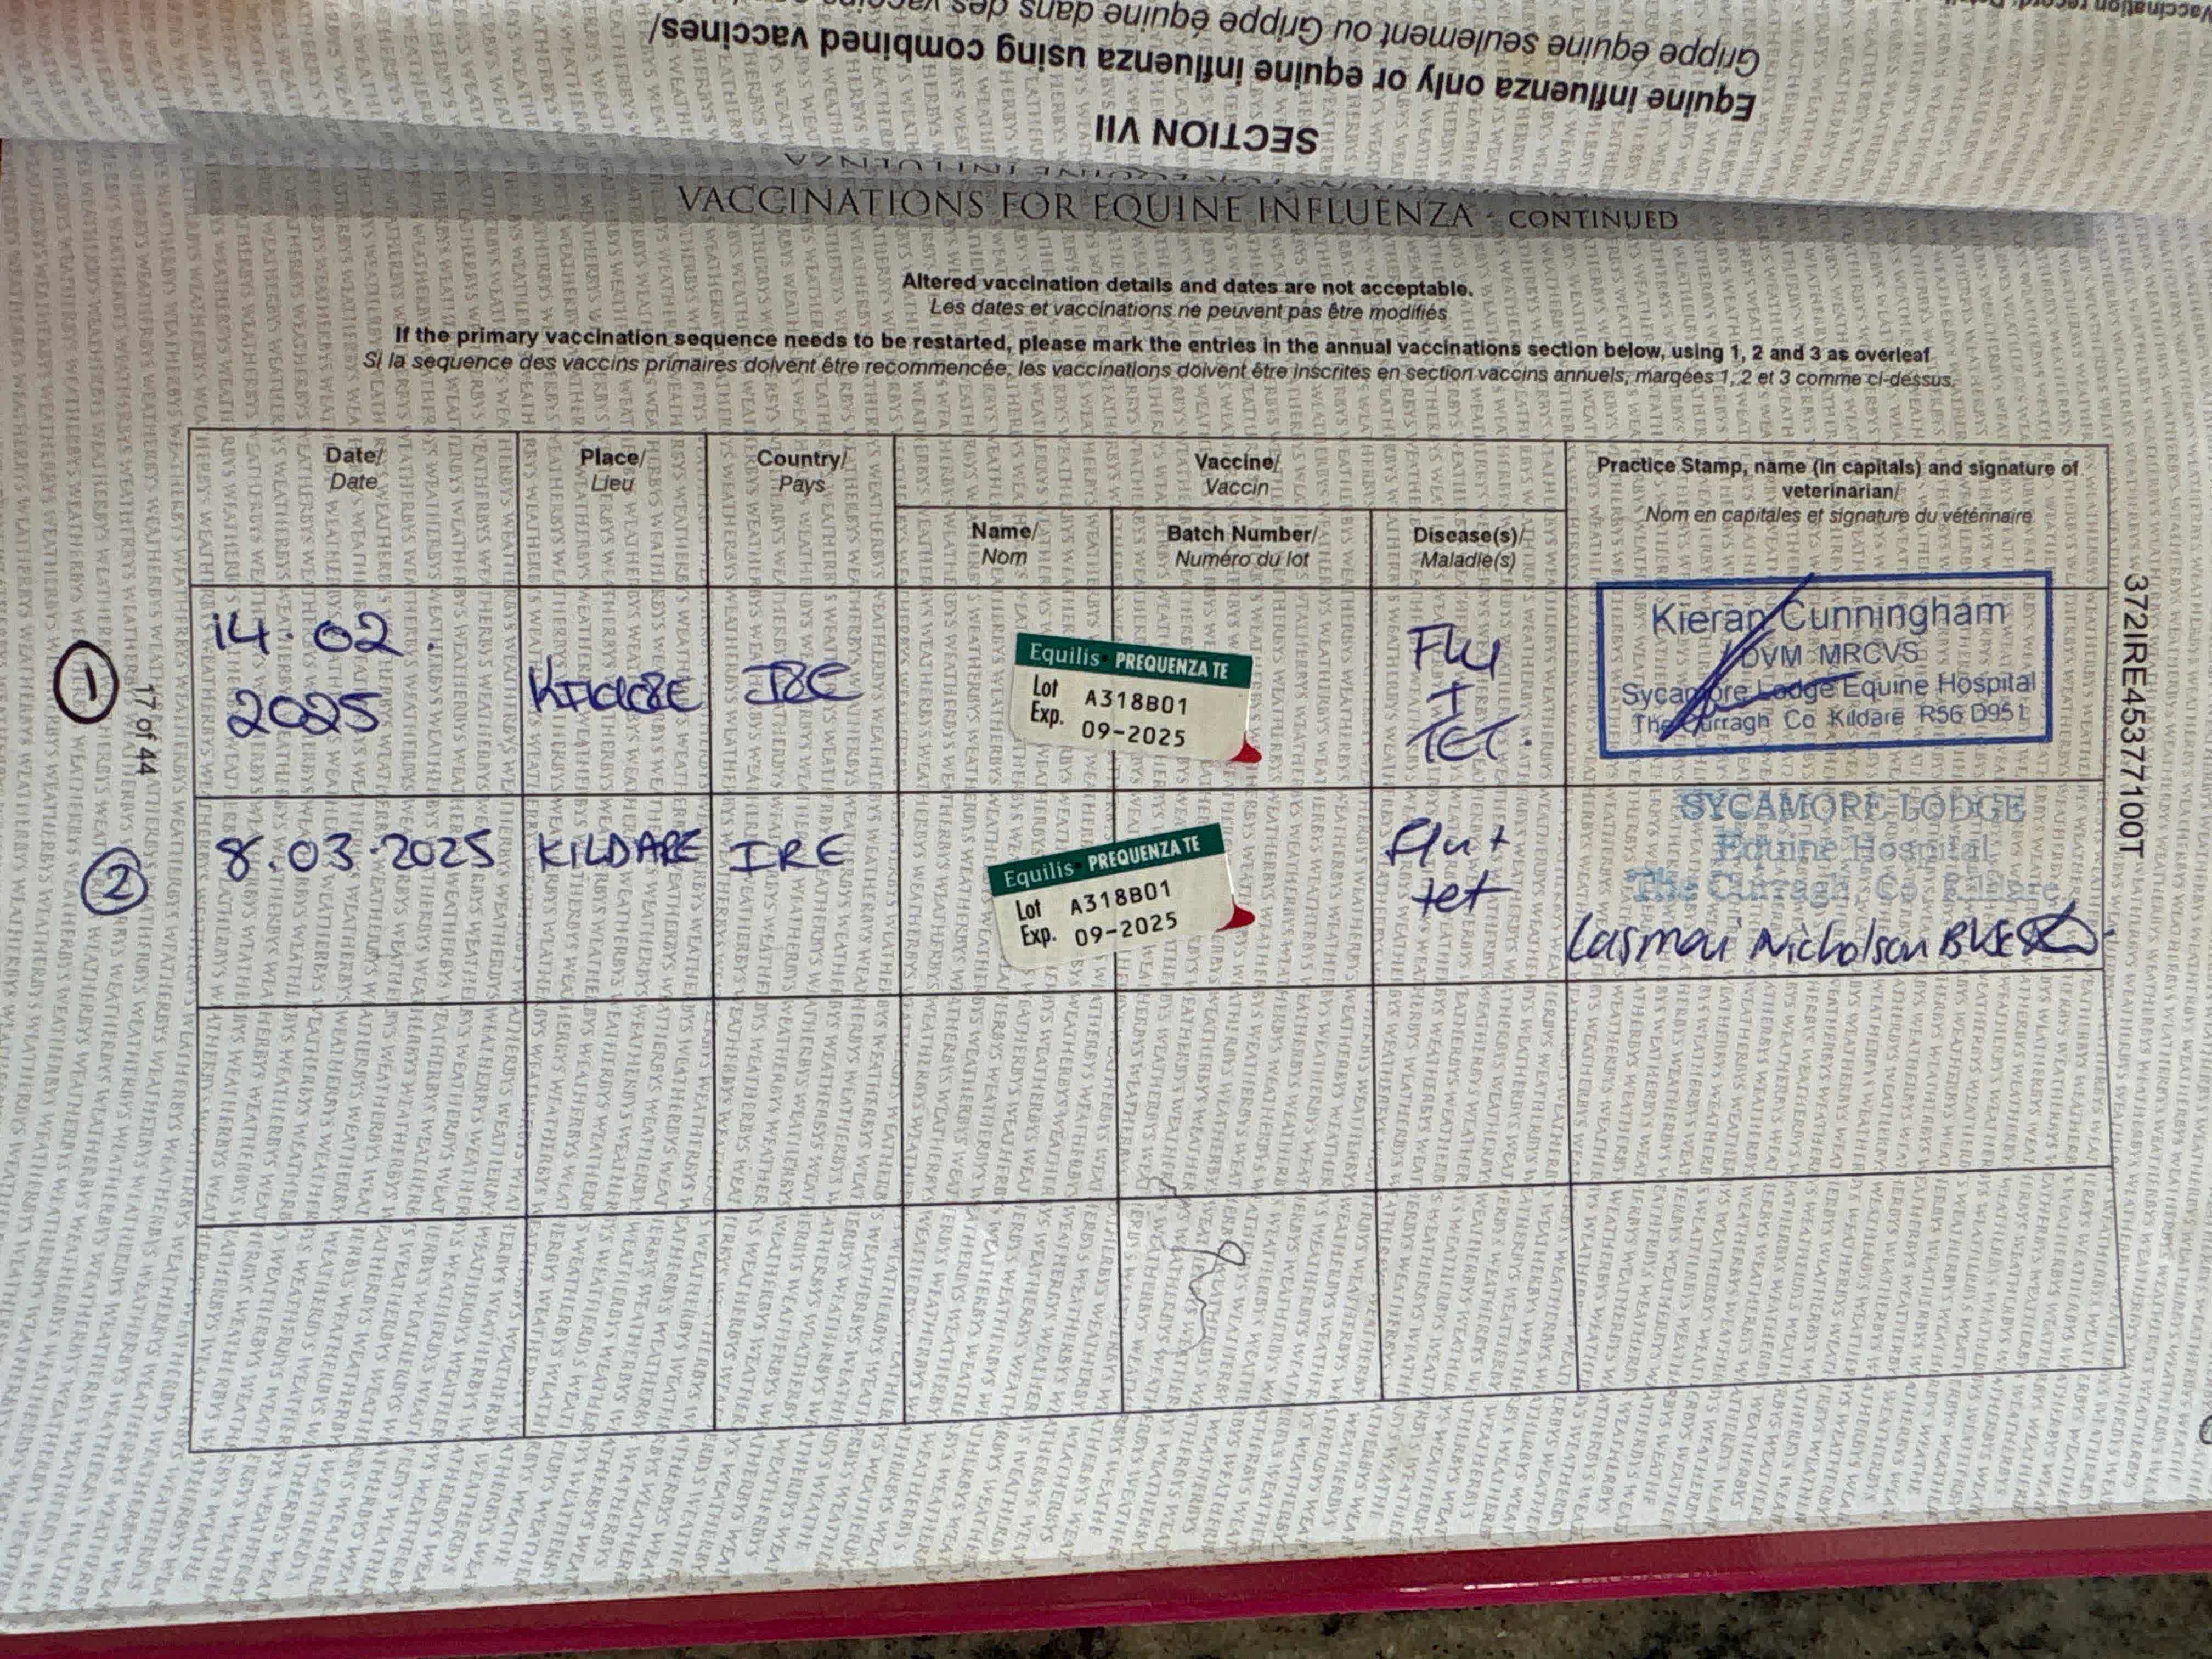 Vaccination record: Det
Grippe équine seulement ou Grippe équine dans des vaccins
Equine influenza only or equine influenza using combined vaccines/
SECTION VII
VACCINATIONS FOR EQUINE INFLUENZA - CONTINUED
Altered vaccination details and dates are not acceptable.
Les dates et vaccinations ne peuvent pas être modifiés
If the primary vaccination sequence needs to be restarted, please mark the entries in the annual vaccinations section below, using 1, 2 and 3 as overleaf
Si la sequence des vaccins primaires doivent être recommencée, les vaccinations doivent être inscrites en section vaccins annuels, marqées 1, 2 et 3 comme ci-dessus.
Date/
Date
Place/
Lieu
Country/
Pays
Vaccine/
Vaccin
Name/
Nom
Batch Number/
Numéro du lot
Disease(s)/
Maladie(s)
Practice Stamp, name (in capitals) and signature of
veterinarian/
Nom en capitales et signature du vétérinaire
1
14.02.
2025
IRE
Equilis PREQUENZA TE
Lot A318B01
Exp. 09-2025
Flu
+
TET.
Kieran Cunningham
DVM MRCVS
Sycamore Lodge Equine Hospital
The Curragh Co Kildare R56 D951
2
8.03.2025
KILDARE
IRE
Equilis PREQUENZA TE
Lot A318B01
Exp. 09-2025
Flu +
tet
SYCAMORE LODGE
Equine Hospital
The Curragh, Co. Kildare
Nicholson
17 of 44
372IRE45377100T
WEATHERBYS